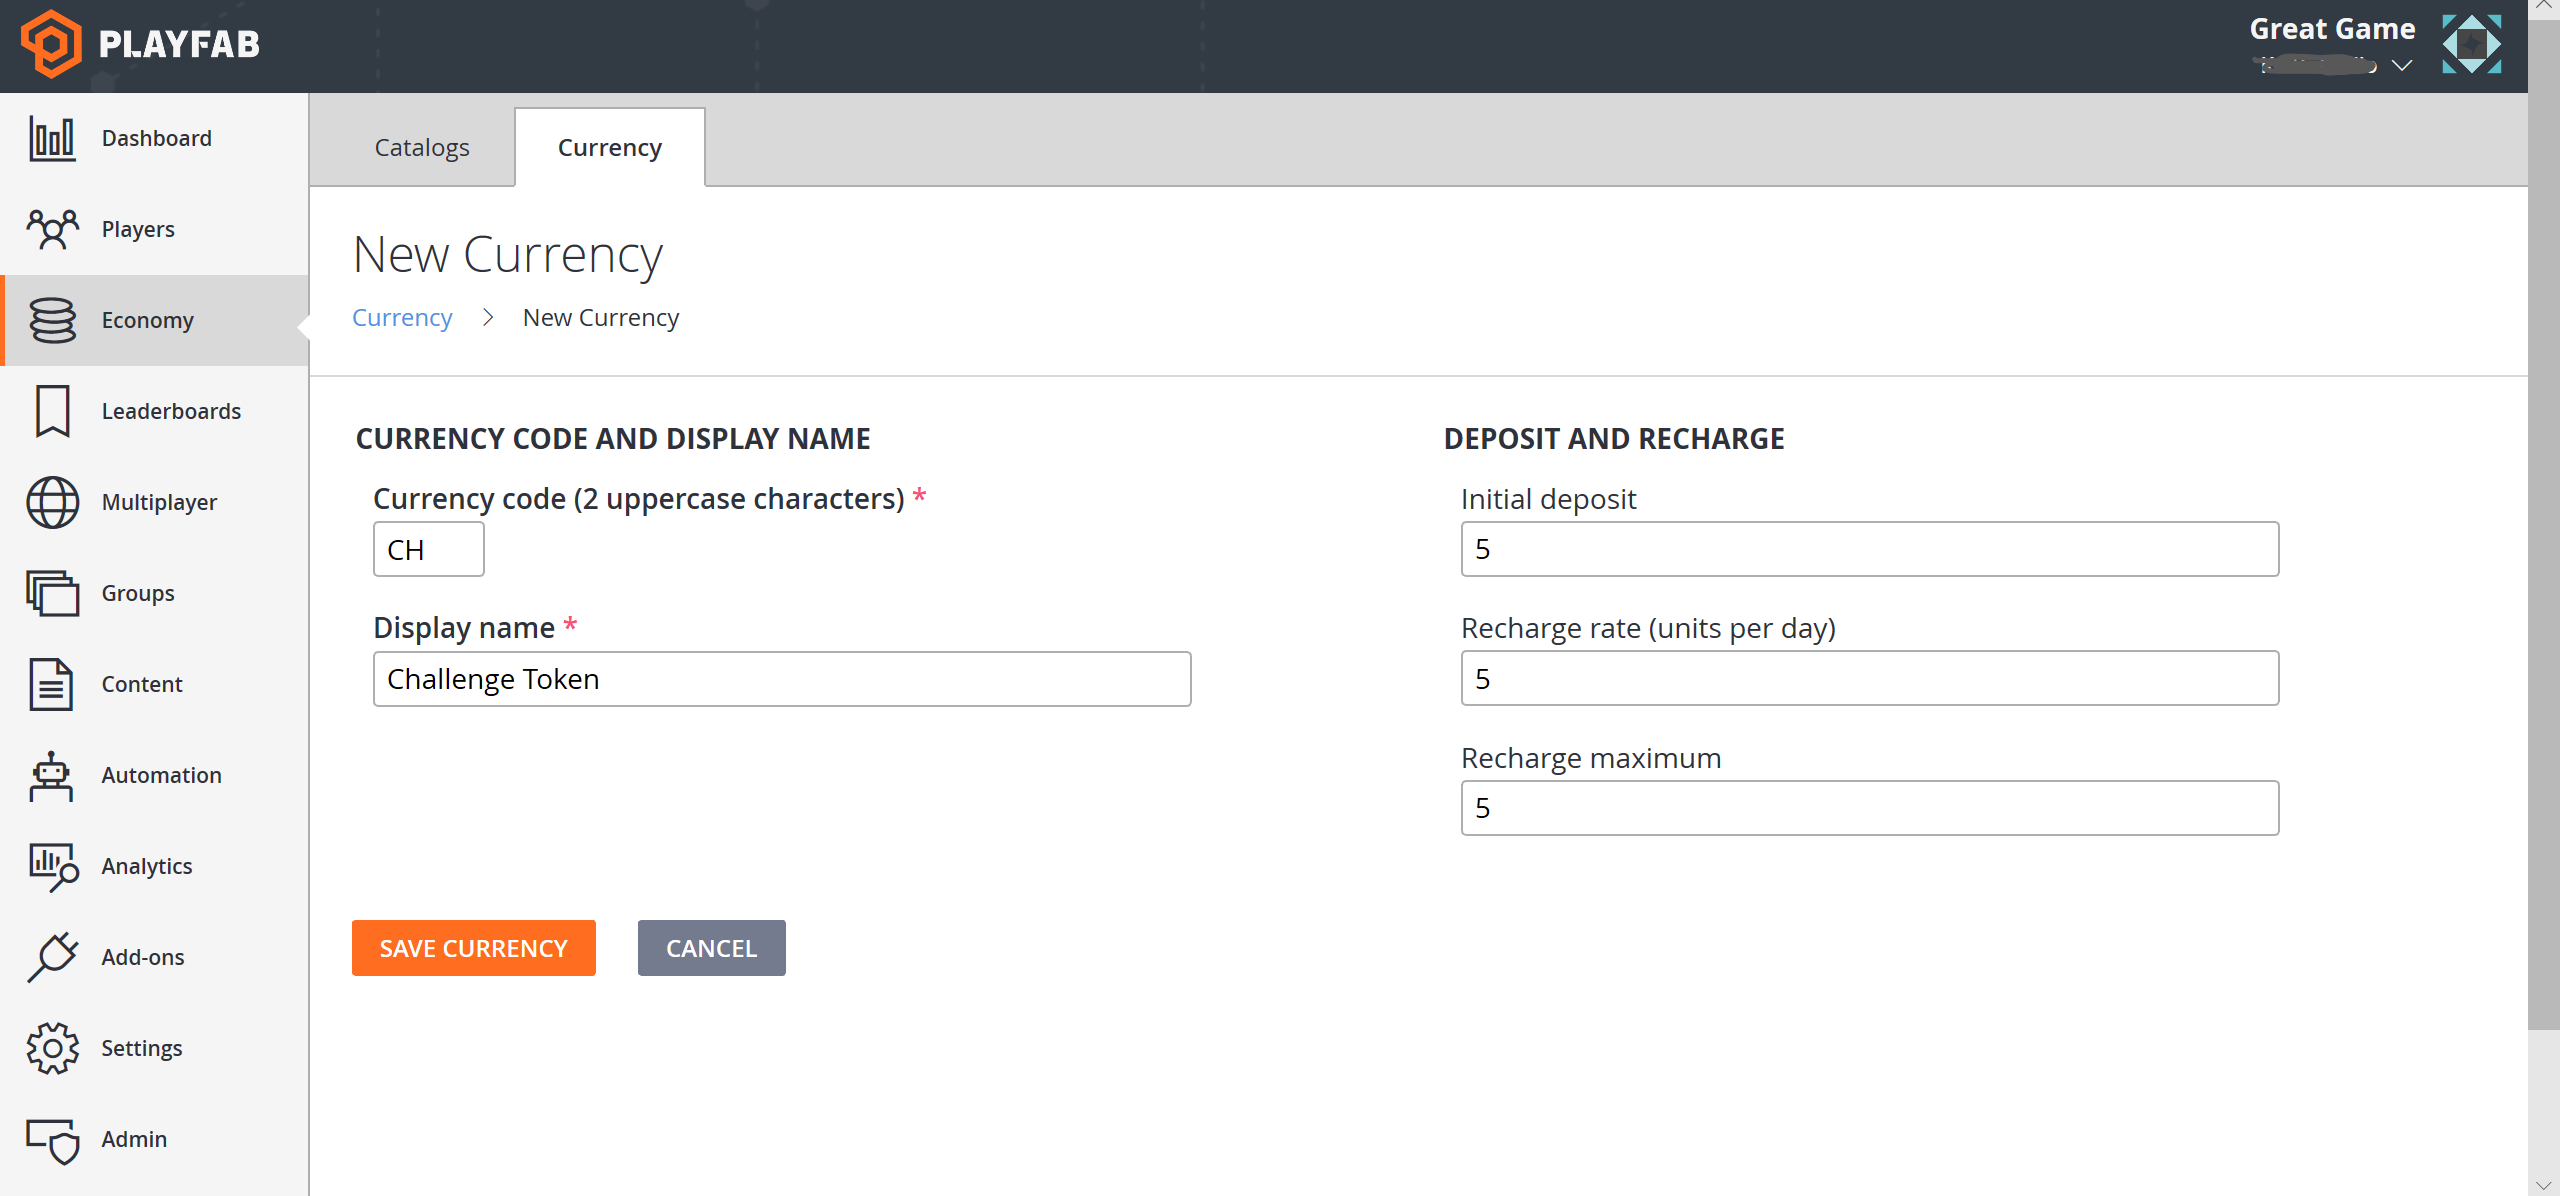 PLAYFAB
Great Game
Dashboard
Players
Economy
Leaderboards
Multiplayer
Groups
Content
Automation
Analytics
Add-ons
Settings
Admin
Catalogs
Currency
New Currency
Currency > New Currency
CURRENCY CODE AND DISPLAY NAME
Currency code (2 uppercase characters) *
CH
Display name *
Challenge Token
DEPOSIT AND RECHARGE
Initial deposit
5
Recharge rate (units per day)
5
Recharge maximum
5
SAVE CURRENCY
CANCEL